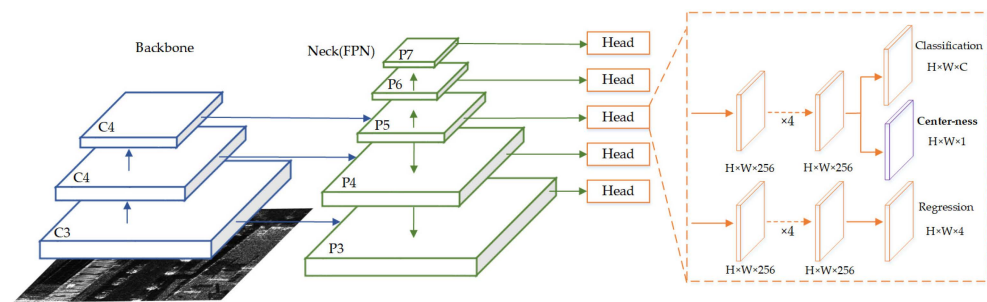 Backbone
Neck(FPN)
C4
C4
C3
P7
P6
P5
P4
P3
Head
Head
Head
Head
Head
×4
H×W×256
H×W×256
Classification
H×W×C
Center-ness
H×W×1
×4
H×W×256
H×W×256
Regression
H×W×4